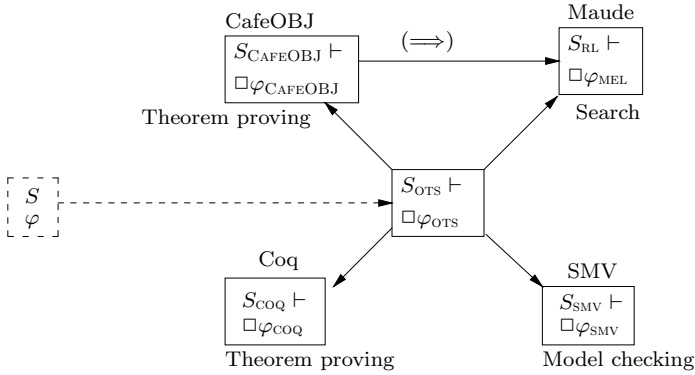 CafeOBJ
Maude
S_CAFEOBJ ⊢
□φ_CAFEOBJ
(⟹)
S_RL ⊢
□φ_MEL
Theorem proving
Search
S
φ
S_OTS ⊢
□φ_OTS
Coq
SMV
S_COQ ⊢
□φ_COQ
S_SMV ⊢
□φ_SMV
Theorem proving
Model checking